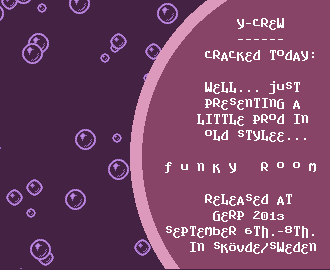 Y-CREW
------
CRACKED TODAY:
WELL... just
PRESENTING A
LITTLE PROD IN
OLD STYLEE...
funky Room
RELEASED AT
GERP 2013
SEPTEMBER 6TH.-8TH.
IN SKÖVDE/SWEDEN